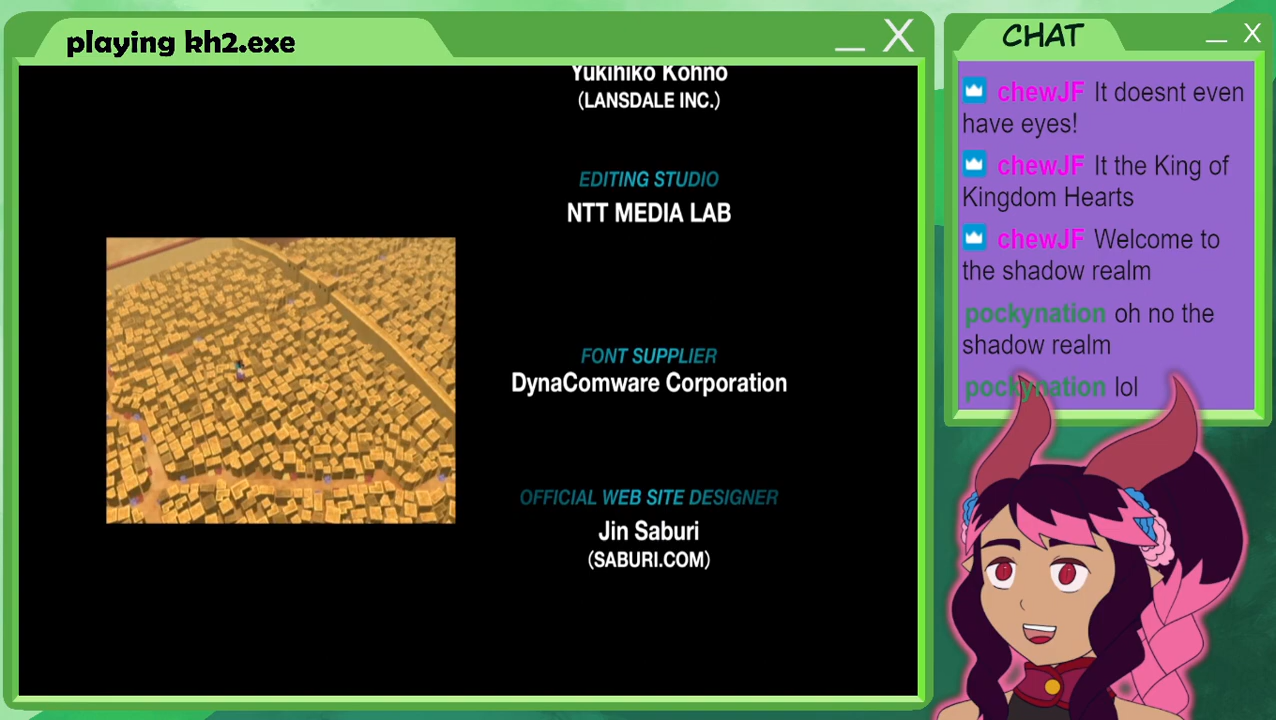 playing kh2.exe
Yukihiko Kohno
(LANSDALE INC.)
EDITING STUDIO
NTT MEDIA LAB
FONT SUPPLIER
DynaComware Corporation
OFFICIAL WEB SITE DESIGNER
Jin Saburi
(SABURI.COM)
CHAT
chewJF It doesnt even
have eyes!
chewJF It the King of
Kingdom Hearts
chewJF Welcome to
the shadow realm
pockynation oh no the
shadow realm
pockynation lol